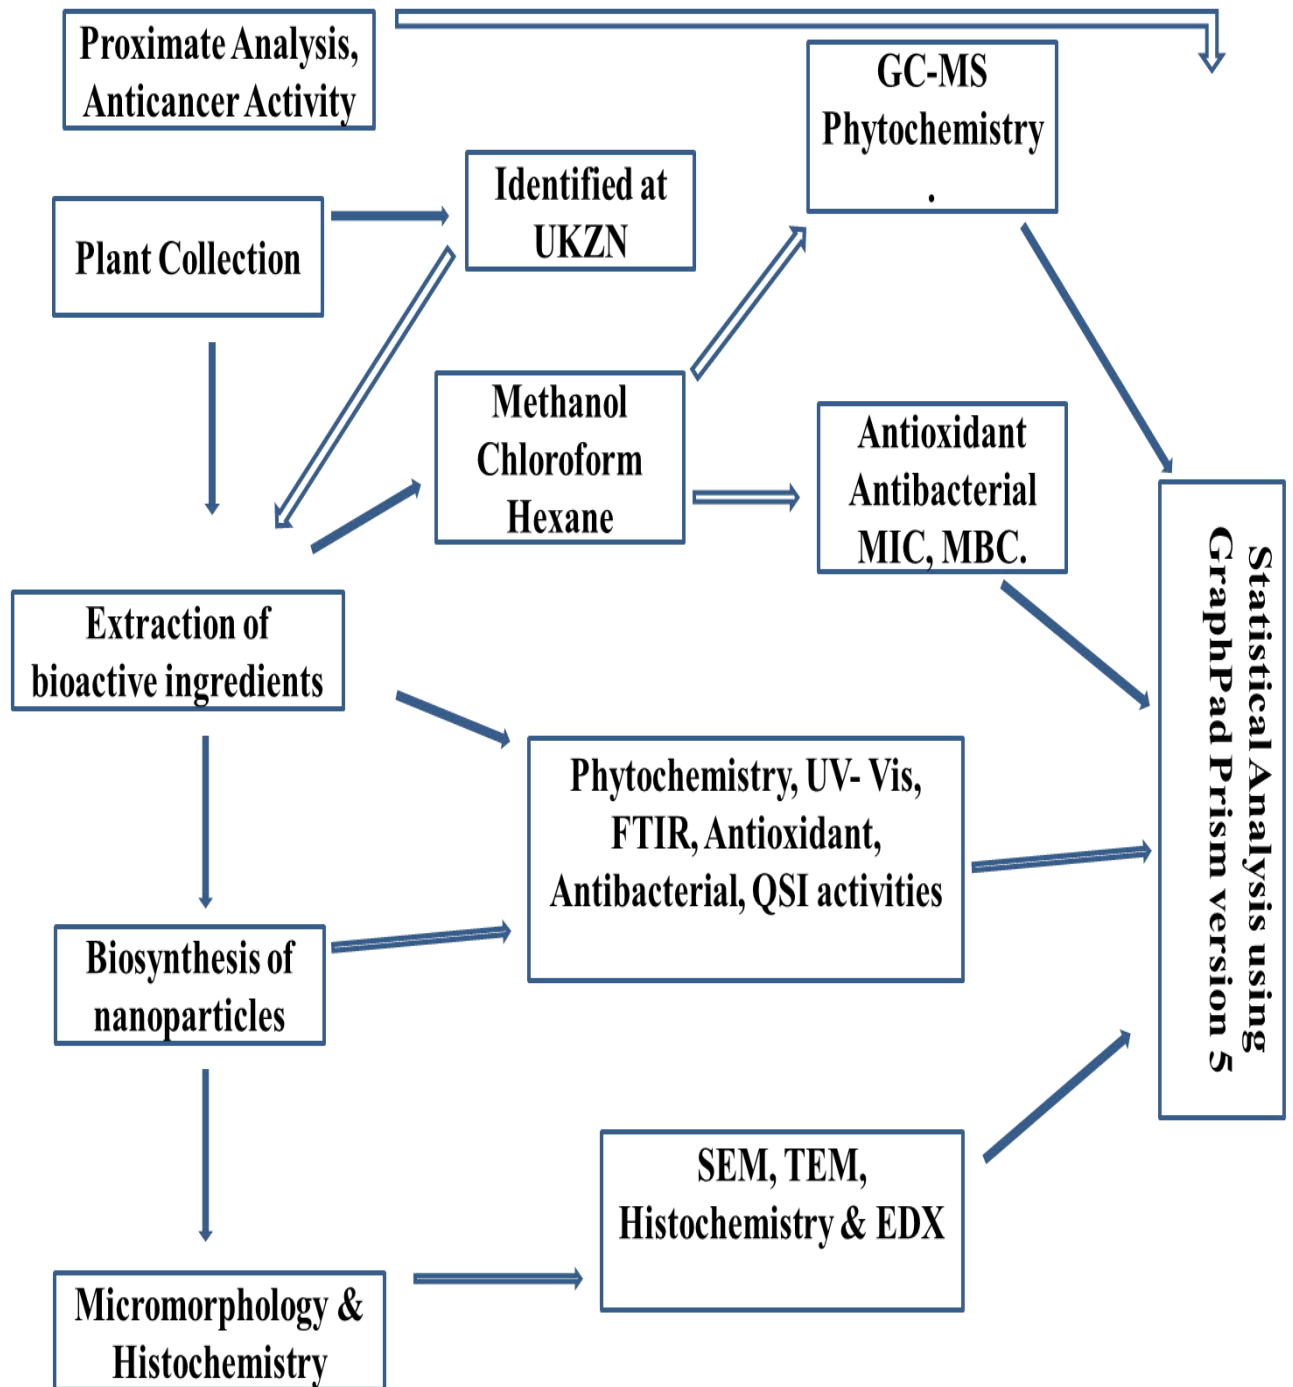 Proximate Analysis,
Anticancer Activity
GC-MS
Phytochemistry
.
Identified at
UKZN
Plant Collection
Methanol
Chloroform
Hexane
Antioxidant
Antibacterial
MIC, MBC.
Extraction of
bioactive ingredients
Phytochemistry, UV- Vis,
FTIR, Antioxidant,
Antibacterial, QSI activities
Biosynthesis of
nanoparticles
SEM, TEM,
Histochemistry & EDX
Micromorphology &
Histochemistry
Statistical Analysis using
GraphPad Prism version 5